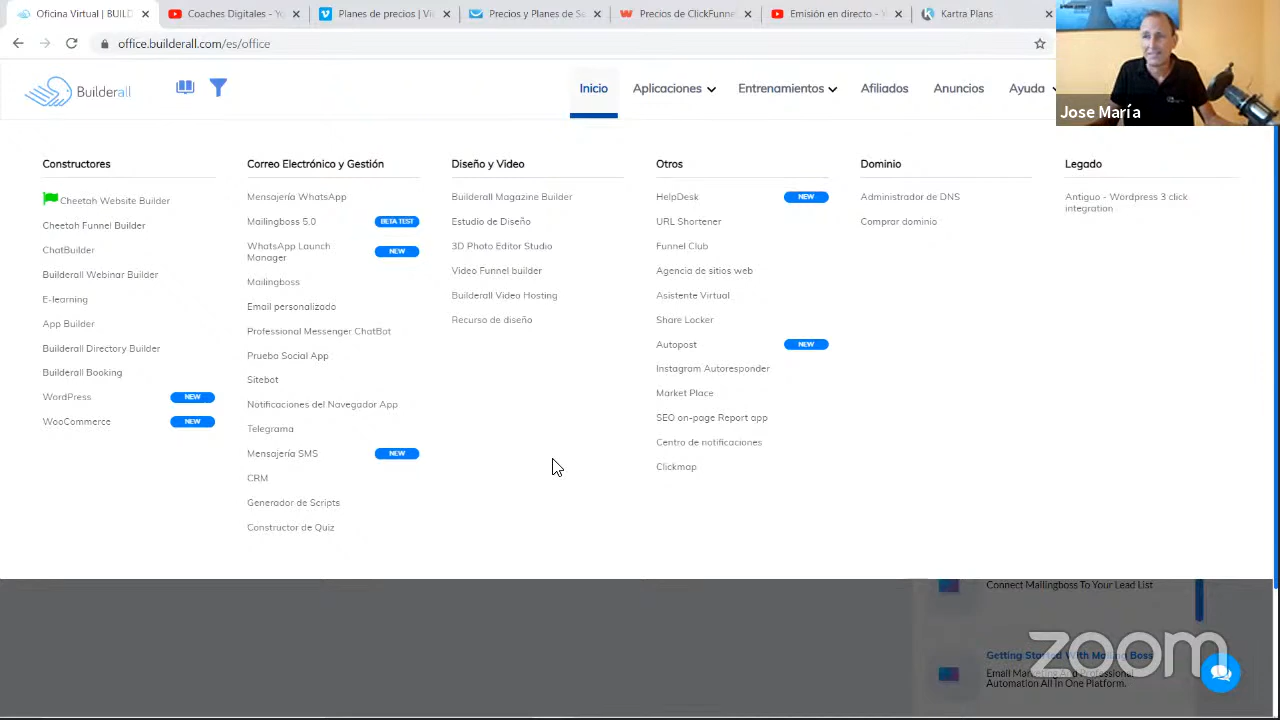 Oficina Virtual | BUILD
Coaches Digitales - Yo
Planes de precios | Vi
Precios y Planes de Se
Precios de ClickFunne
Emisión en directo - Y
Kartra Plans
office.builderall.com/es/office
Builderall
Inicio
Aplicaciones
Entrenamientos
Afiliados
Anuncios
Ayuda
Jose María
Constructores
Cheetah Website Builder
Cheetah Funnel Builder
ChatBuilder
Builderall Webinar Builder
E-learning
App Builder
Builderall Directory Builder
Builderall Booking
WordPress NEW
WooCommerce NEW
Correo Electrónico y Gestión
Mensajería WhatsApp
Mailingboss 5.0 BETA TEST
WhatsApp Launch NEW
Manager
Mailingboss
Email personalizado
Professional Messenger ChatBot
Prueba Social App
Sitebot
Notificaciones del Navegador App
Telegrama
Mensajería SMS NEW
CRM
Generador de Scripts
Constructor de Quiz
Diseño y Video
Builderall Magazine Builder
Estudio de Diseño
3D Photo Editor Studio
Video Funnel builder
Builderall Video Hosting
Recurso de diseño
Otros
HelpDesk NEW
URL Shortener
Funnel Club
Agencia de sitios web
Asistente Virtual
Share Locker
Autopost NEW
Instagram Autoresponder
Market Place
SEO on-page Report app
Centro de notificaciones
Clickmap
Dominio
Administrador de DNS
Comprar dominio
Legado
Antiguo - Wordpress 3 click
integration
Connect Mailingboss To Your Lead List
Getting Started With Mailing Boss
Email Marketing And Professional
Automation All In One Platform.
zoom